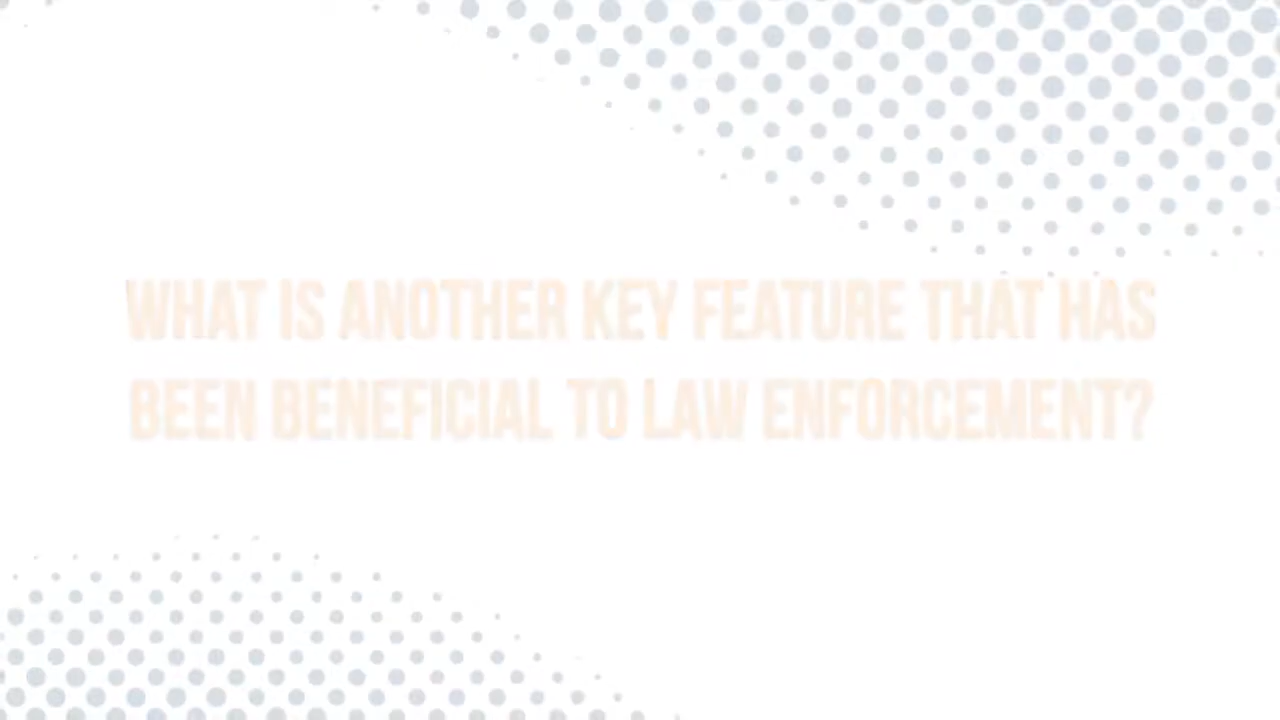 WHAT IS ANOTHER KEY FEATURE THAT HAS
BEEN BENEFICIAL TO LAW ENFORCEMENT?